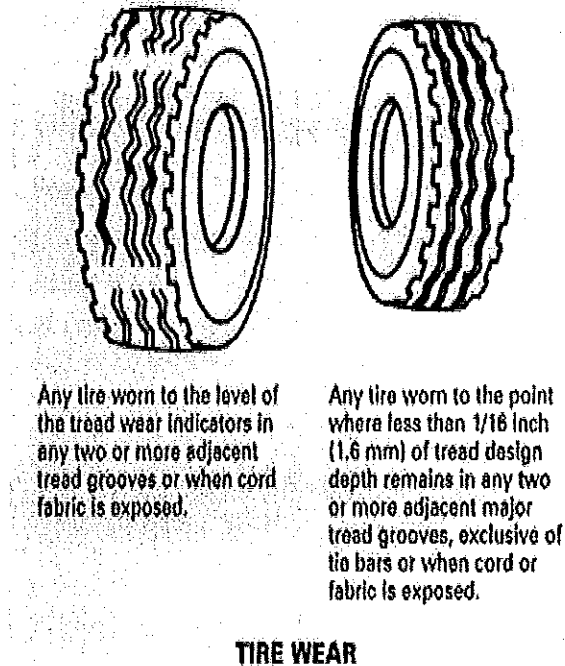 Any tire worn to the level of
the tread wear indicators in
any two or more adjacent
tread grooves or when cord
fabric is exposed.
Any tire worn to the point
where less than 1/16 inch
(1.6 mm) of tread design
depth remains in any two
or more adjacent major
tread grooves, exclusive of
tie bars or when cord or
fabric is exposed.
TIRE WEAR